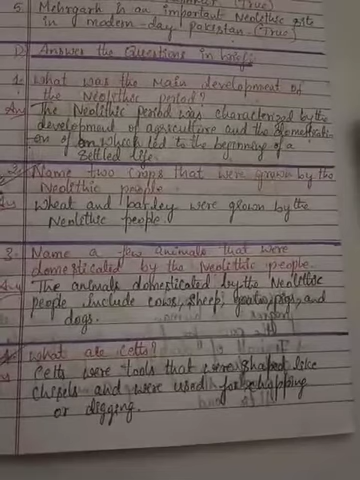 (True)
5. Mehrgarh is an important Neolithic site
in modern-day Pakistan. (True)
D Answer the Questions in brief:
1. What was the main development of
the Neolithic period?
Ans The Neolithic period was characterized by the
development of agriculture and the
on of which led to the beginning of a
settled life.
2. Name two crops that were grown by the
Neolithic people.
Wheat and barley were grown by the
Neolithic people.
3. Name a few animals that were
domesticated by the Neolithic people.
Ans The animals domesticated by the Neolithic
people include cows, sheep, goats, pigs, and
dogs.
What are Celts?
Celts were tools that were shaped like
chisels and were used for chopping
or digging.